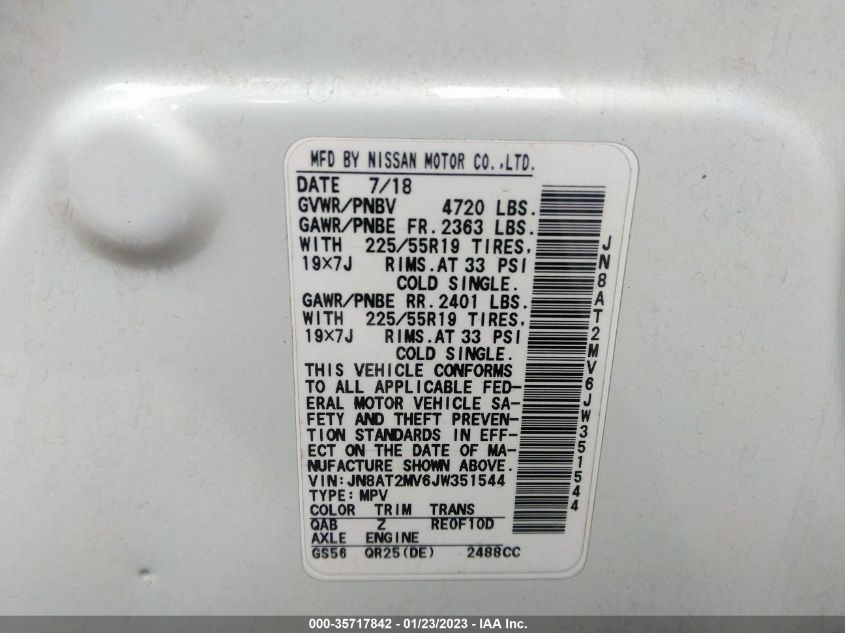 MFD BY NISSAN MOTOR CO.,LTD.
DATE 7/18
GVWR/PNBV 4720 LBS.
GAWR/PNBE FR.2363 LBS.
WITH 225/55R19 TIRES,
19×7J RIMS.AT 33 PSI
COLD SINGLE.
GAWR/PNBE RR.2401 LBS.
WITH 225/55R19 TIRES,
19×7J RIMS.AT 33 PSI
COLD SINGLE.
THIS VEHICLE CONFORMS
TO ALL APPLICABLE FED-
ERAL MOTOR VEHICLE SA-
FETY AND THEFT PREVEN-
TION STANDARDS IN EFF-
ECT ON THE DATE OF MA-
NUFACTURE SHOWN ABOVE.
VIN:JN8AT2MV6JW351544
TYPE:MPV
COLOR TRIM TRANS
QAB Z RE0F10D
AXLE ENGINE
GS56 QR25(DE) 2488CC
JN8AT2MV6JW351544
000-35717842 - 01/23/2023 - IAA Inc.